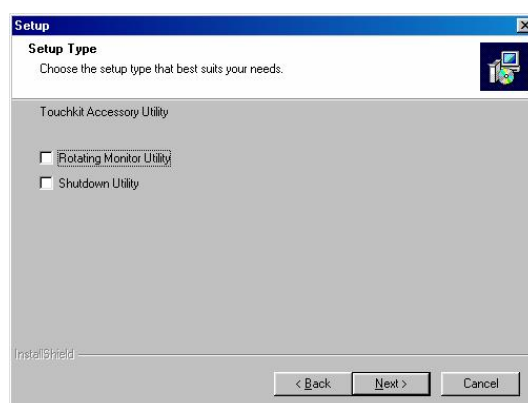 Setup
Setup Type
Choose the setup type that best suits your needs.
Touchkit Accessory Utility
Rotating Monitor Utility
Shutdown Utility
InstallShield
< Back
Next >
Cancel